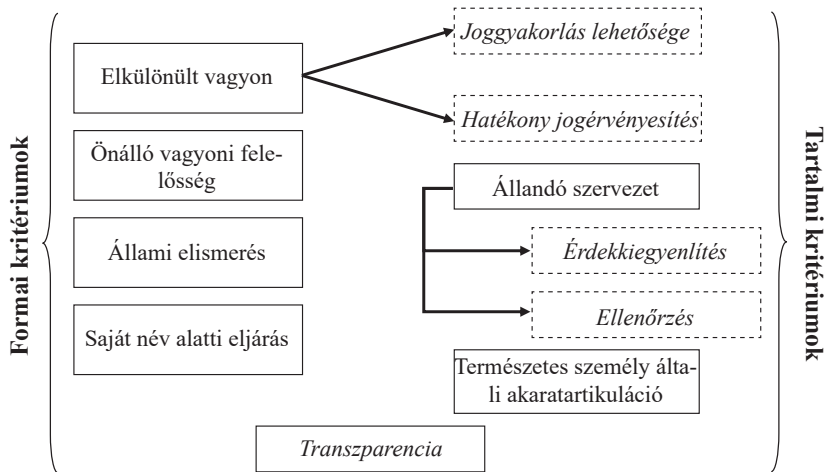 Formai kritériumok
Elkülönült vagyon
Önálló vagyoni fele-
lősség
Állami elismerés
Saját név alatti eljárás
Joggyakorlás lehetősége
Hatékony jogérvényesítés
Állandó szervezet
Érdekkiegyenlítés
Ellenőrzés
Természetes személy álta-
li akaratartikuláció
Transzparencia
Tartalmi kritériumok